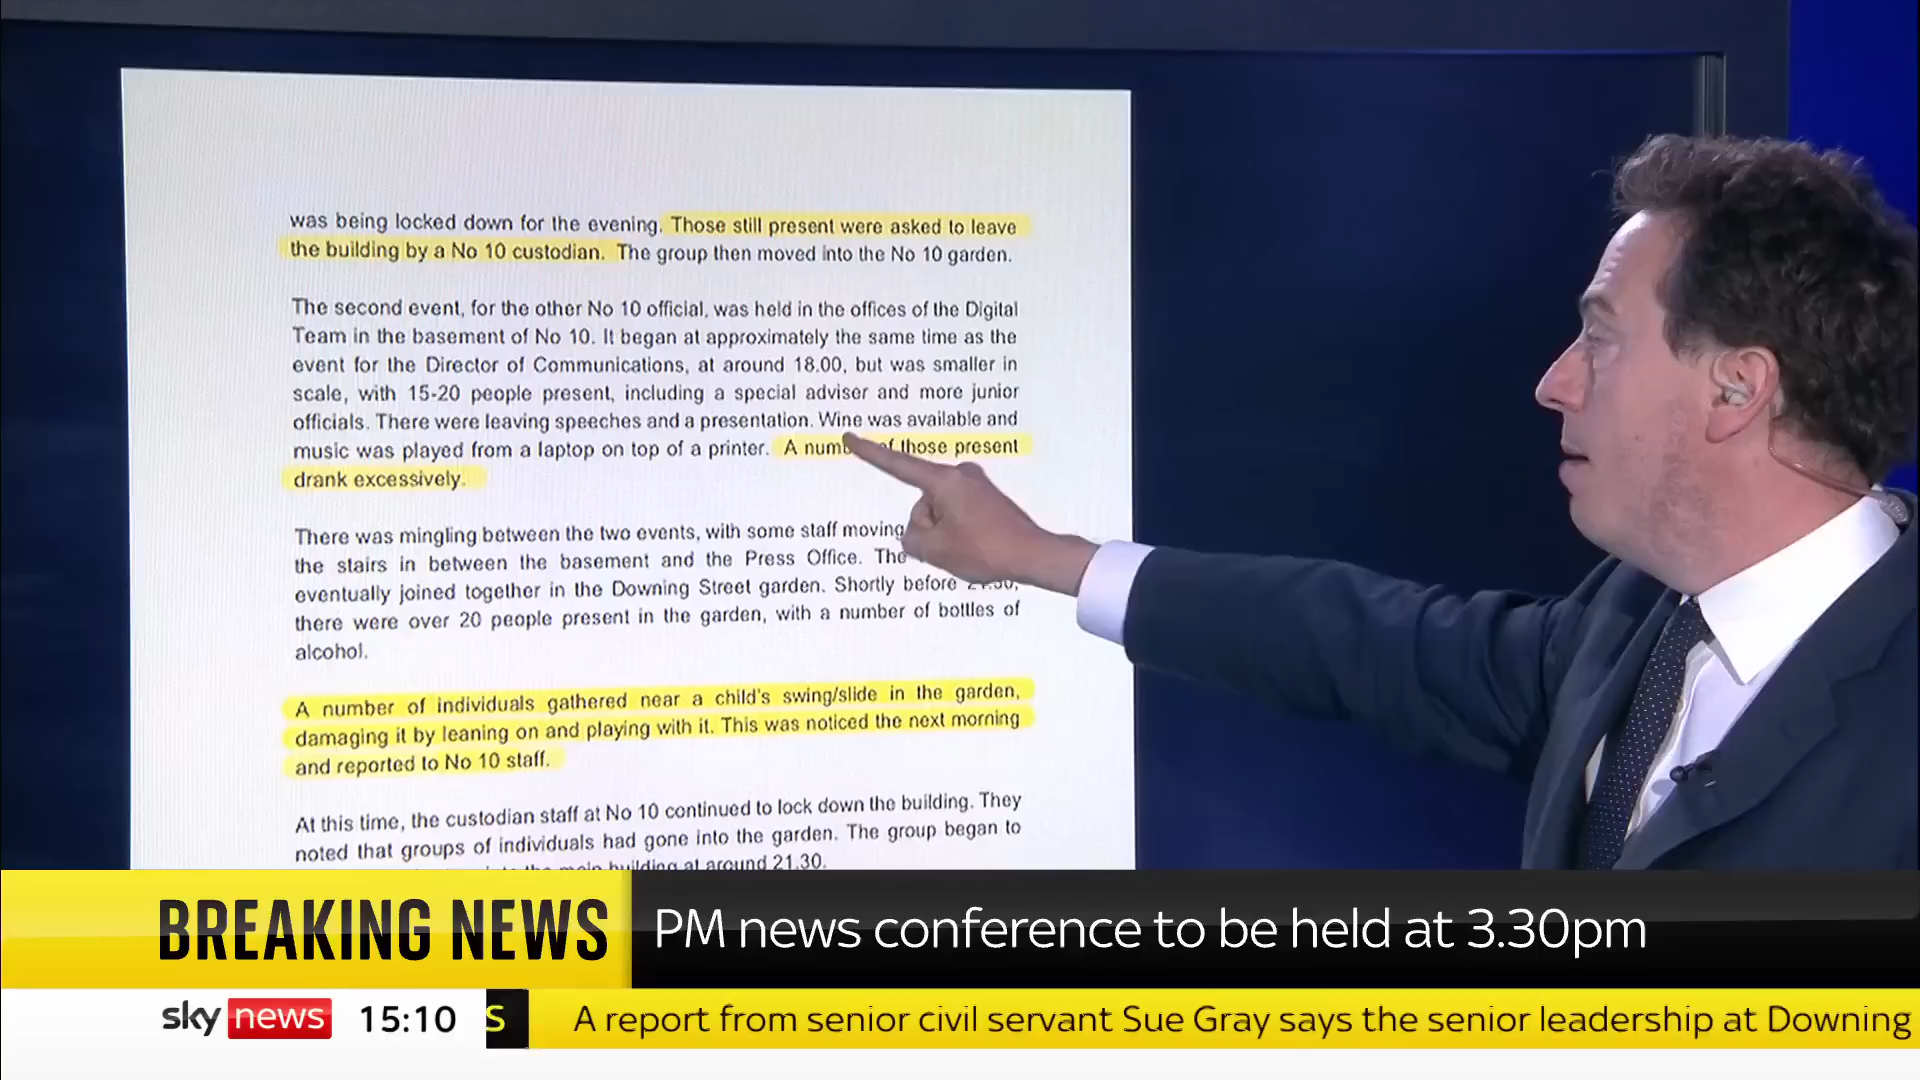 was being locked down for the evening. Those still present were asked to leave
the building by a No 10 custodian. The group then moved into the No 10 garden.
The second event, for the other No 10 official, was held in the offices of the Digital
Team in the basement of No 10. It began at approximately the same time as the
event for the Director of Communications, at around 18.00, but was smaller in
scale, with 15-20 people present, including a special adviser and more junior
officials. There were leaving speeches and a presentation. Wine was available and
music was played from a laptop on top of a printer. A of those present
drank excessively.
There was mingling between the two events, with some staff moving
the stairs in between the basement and the Press Office. The
eventually joined together in the Downing Street garden. Shortly before
there were over 20 people present in the garden, with a number of bottles of
alcohol.
A number of individuals gathered near a child's swing/slide in the garden,
damaging it by leaning on and playing with it. This was noticed the next morning
and reported to No 10 staff.
At this time, the custodian staff at No 10 continued to lock down the building. They
noted that groups of individuals had gone into the garden. The group began to
building at around 21.30.
BREAKING NEWS PM news conference to be held at 3.30pm
sky news 15:10 S A report from senior civil servant Sue Gray says the senior leadership at Downing